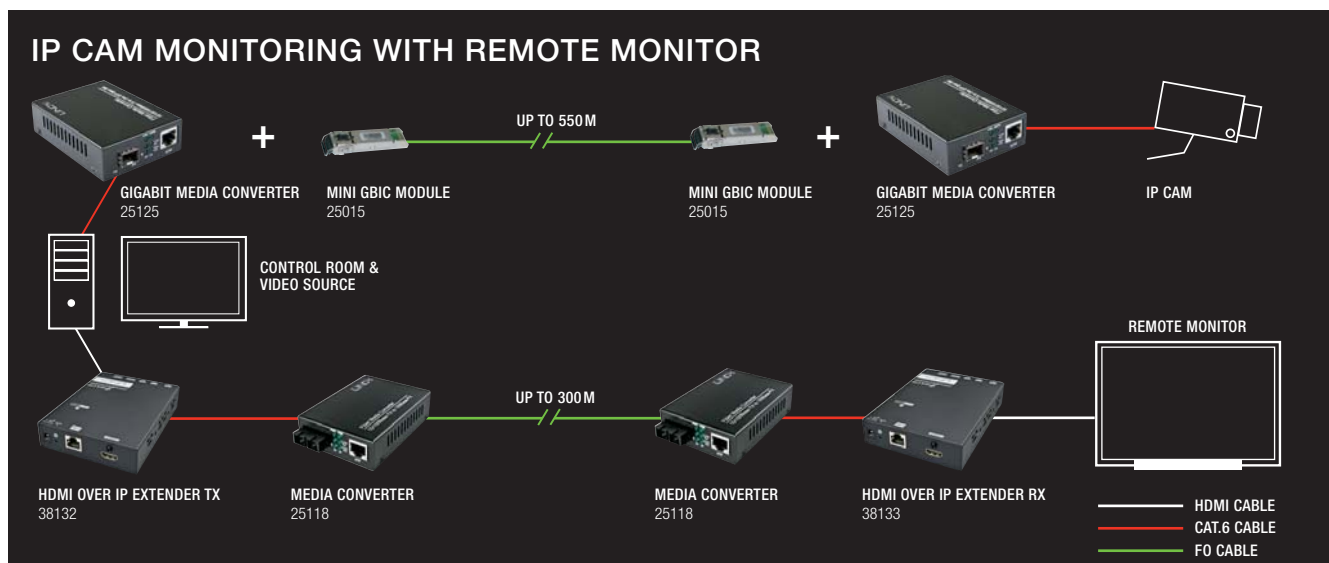 IP CAM MONITORING WITH REMOTE MONITOR
UP TO 550 M
GIGABIT MEDIA CONVERTER
25125
MINI GBIC MODULE
25015
MINI GBIC MODULE
25015
GIGABIT MEDIA CONVERTER
25125
IP CAM
CONTROL ROOM &
VIDEO SOURCE
REMOTE MONITOR
UP TO 300 M
HDMI OVER IP EXTENDER TX
38132
MEDIA CONVERTER
25118
MEDIA CONVERTER
25118
HDMI OVER IP EXTENDER RX
38133
HDMI CABLE
CAT.6 CABLE
FO CABLE